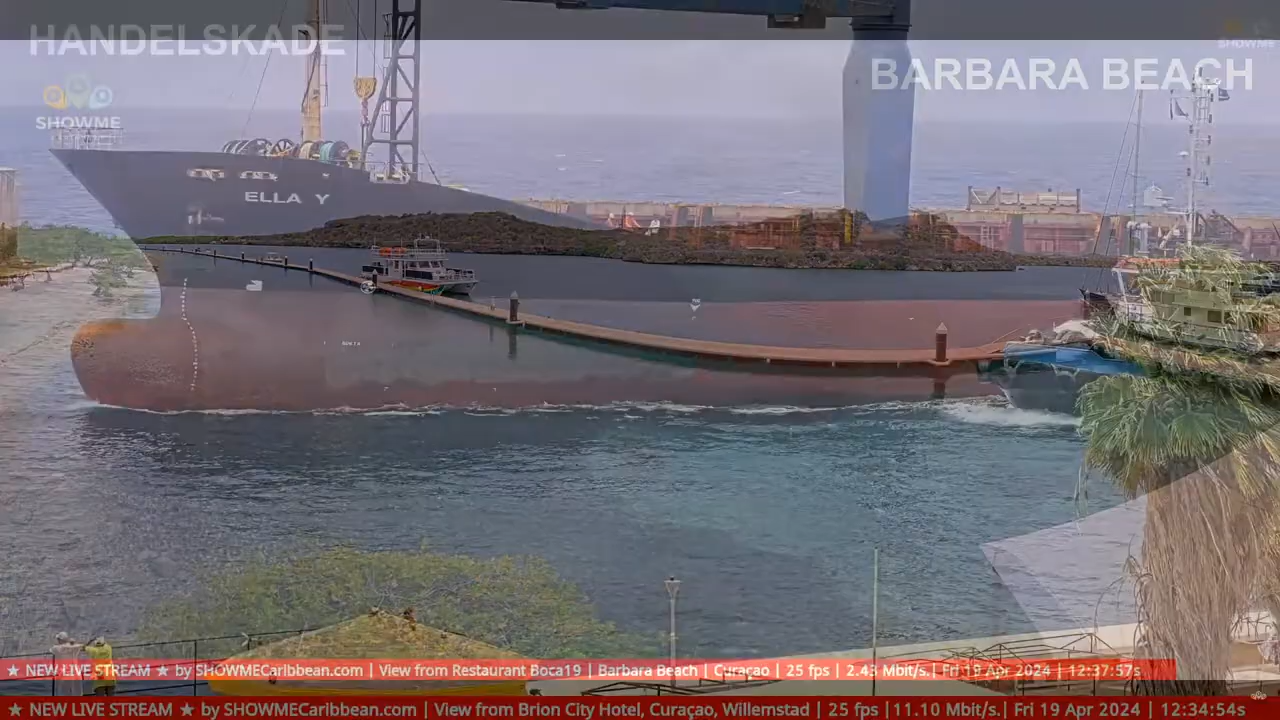 HANDELSKADE
SHOWME
BARBARA BEACH
SHOWME
ELLA Y
★ NEW LIVE STREAM ★ by SHOWMECaribbean.com | View from Restaurant Boca19 | Barbara Beach | Curaçao | 25 fps | 2.43 Mbit/s.| Fri 19 Apr 2024 | 12:37:57s
★ NEW LIVE STREAM ★ by SHOWMECaribbean.com | View from Brion City Hotel, Curaçao, Willemstad | 25 fps |11.10 Mbit/s.| Fri 19 Apr 2024 | 12:34:54s